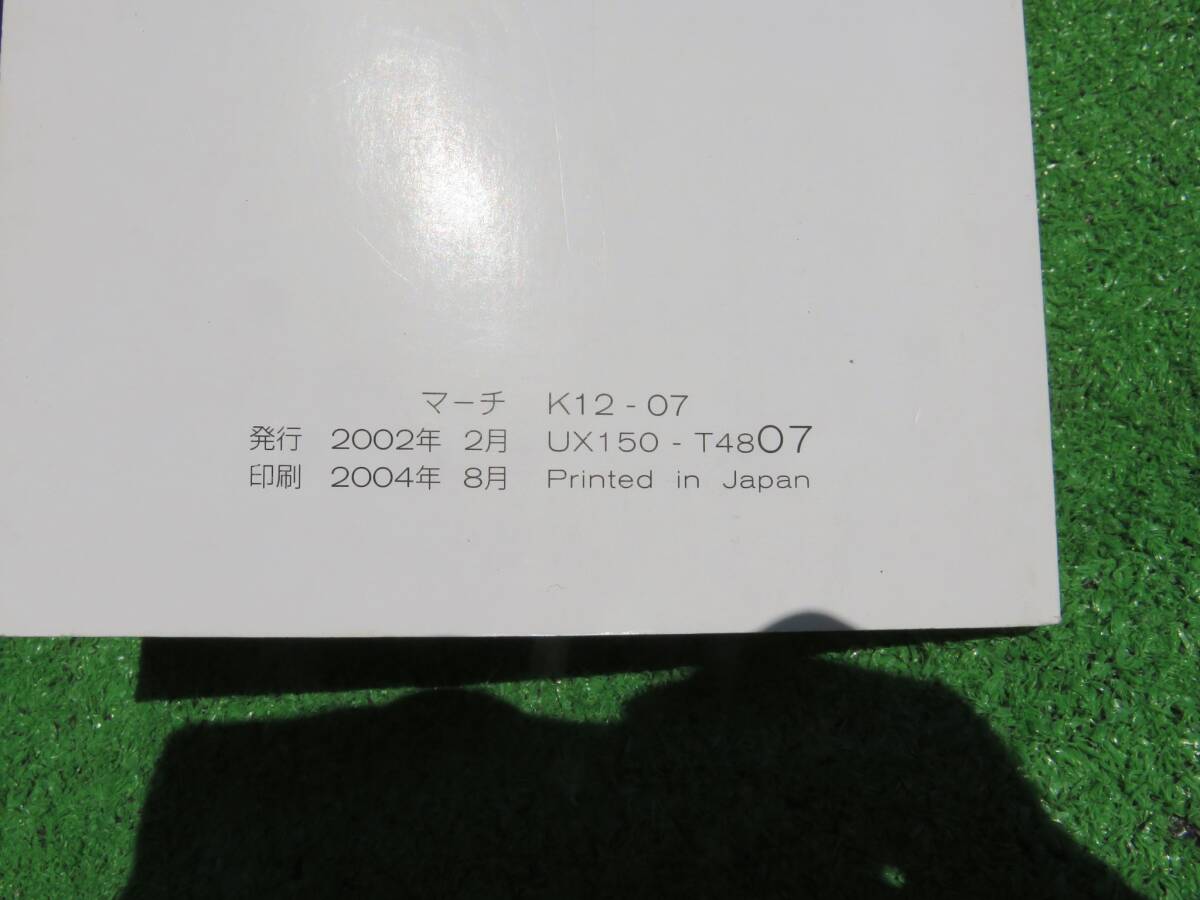 マーチ K12 - 07
発行 2002年 2月 UX150 - T4807
印刷 2004年 8月 Printed in Japan